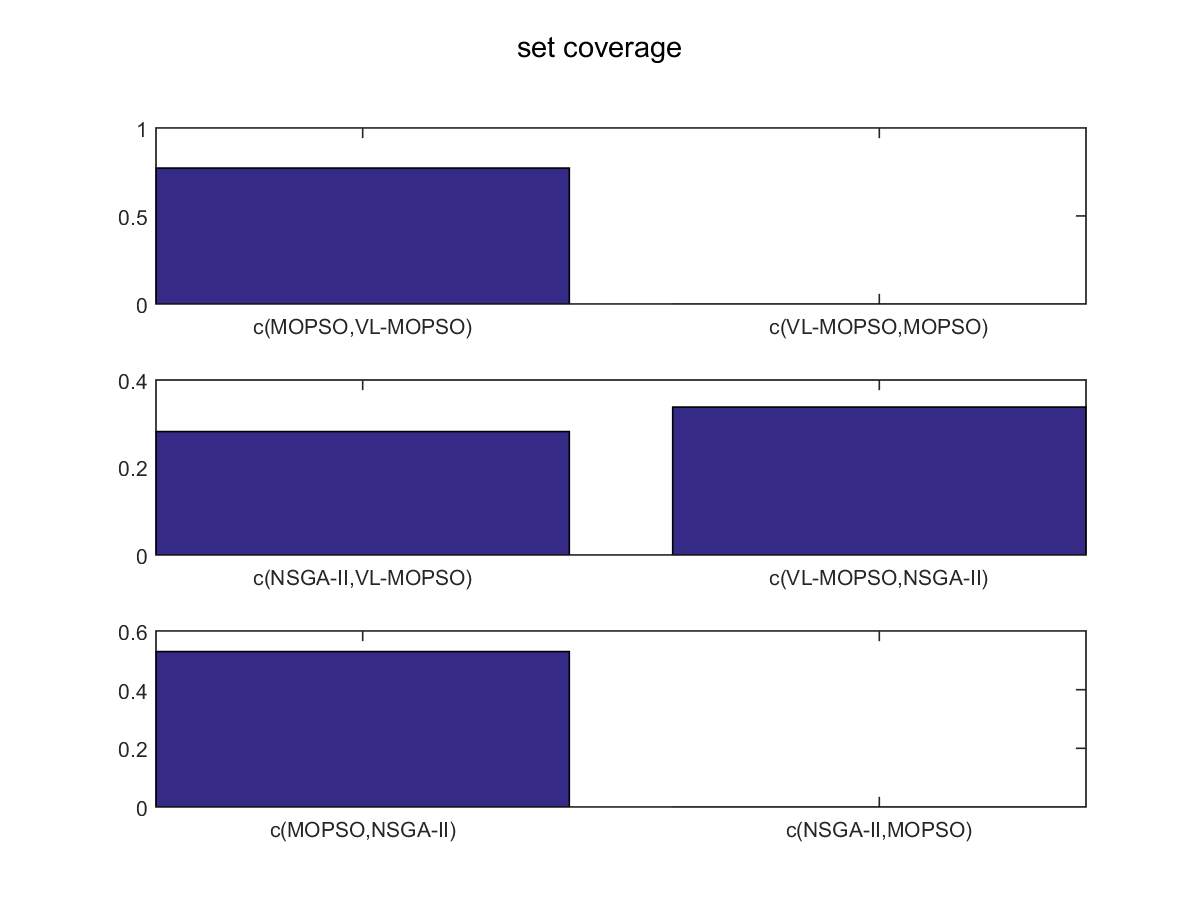 set coverage
1
0.5
0
c(MOPSO,VL-MOPSO) c(VL-MOPSO,MOPSO)
0.4
0.2
0
c(NSGA-II,VL-MOPSO) c(VL-MOPSO,NSGA-II)
0.6
0.4
0.2
0
c(MOPSO,NSGA-II) c(NSGA-II,MOPSO)